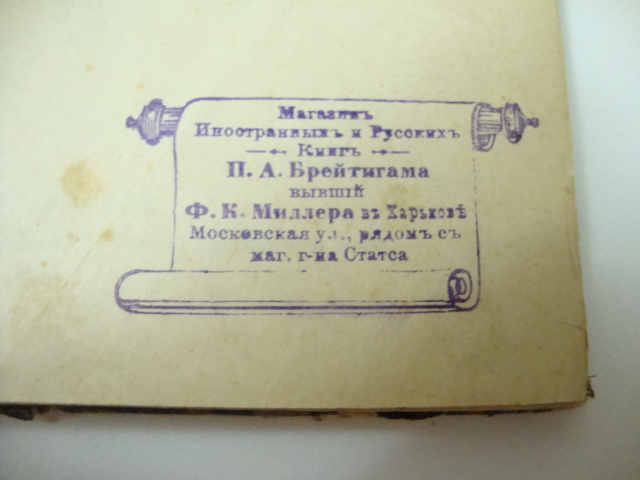 Магазинъ
Иностранныхъ и Русскихъ
Книгъ
П. А. Брейтигама
бывшій
Ф. К. Миллера въ Харьковѣ
Московская ул., рядомъ съ
маг. г-на Статса